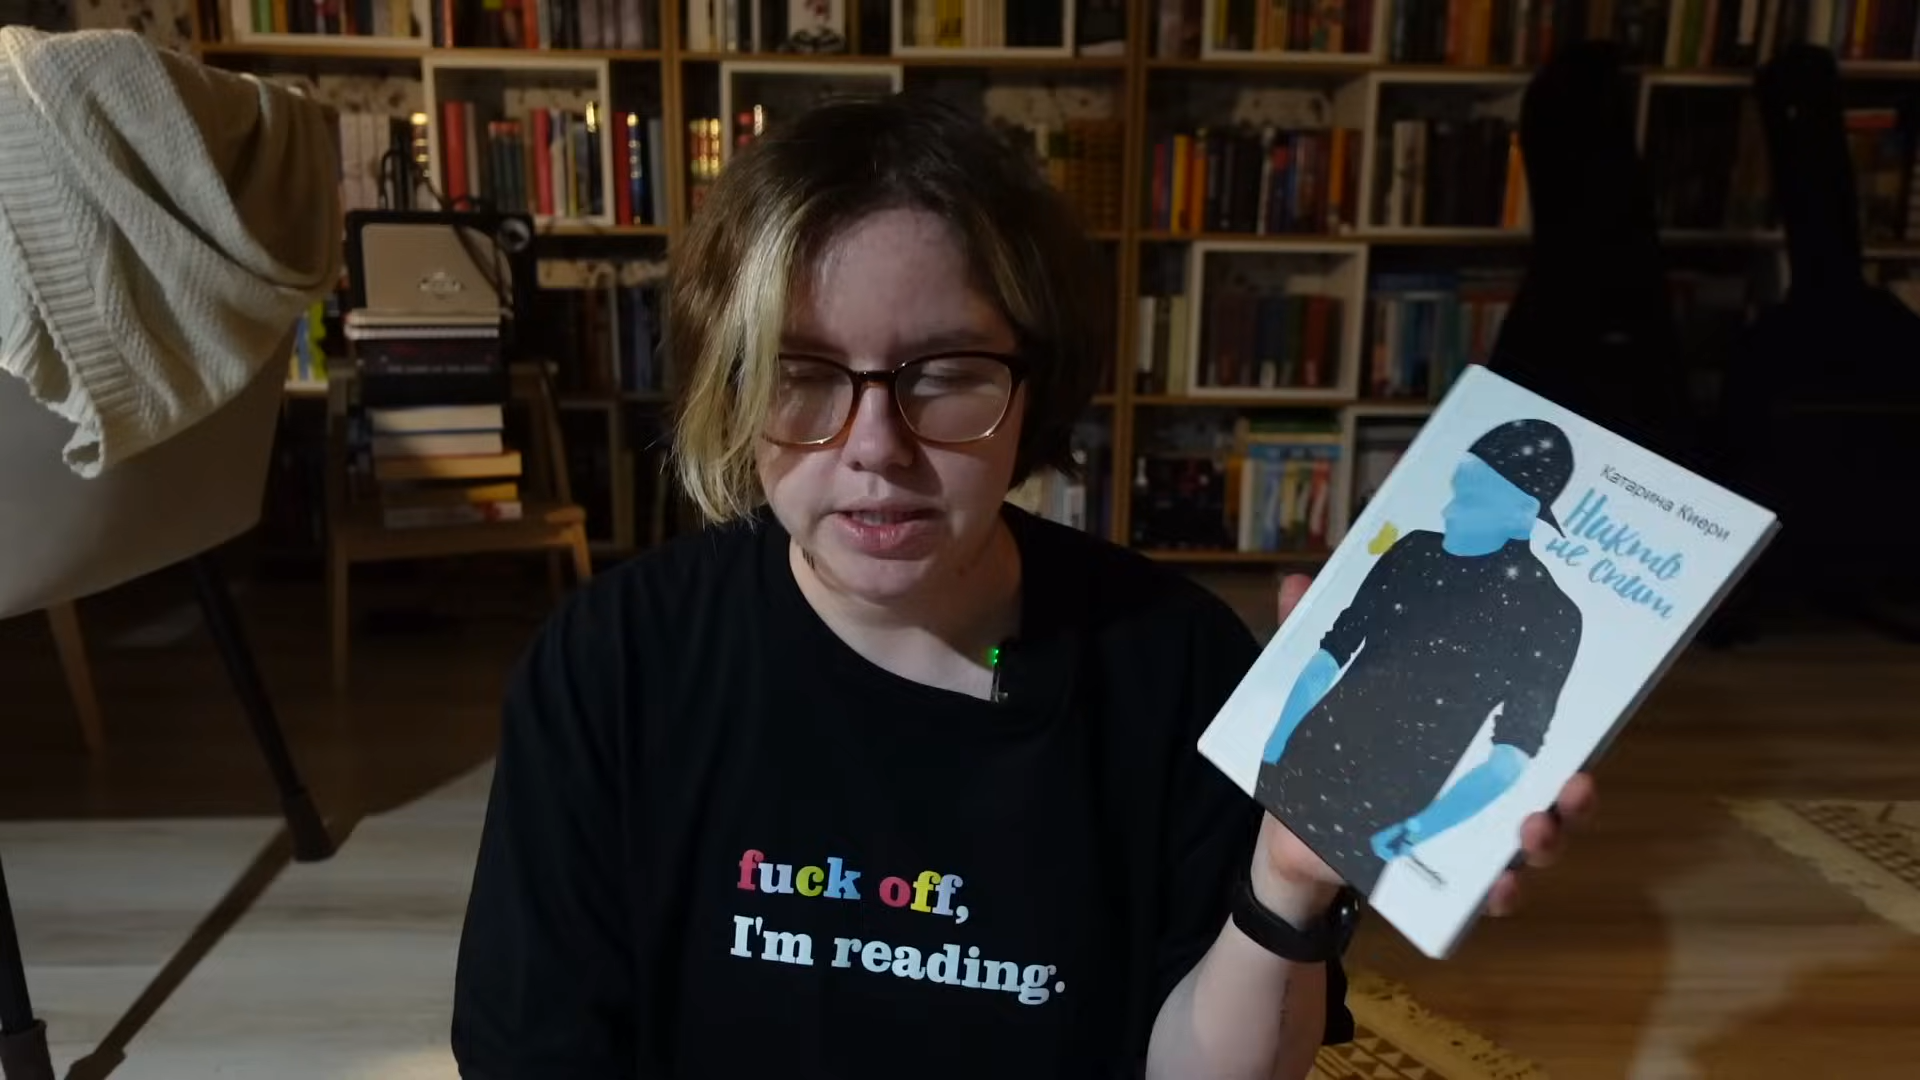 Катарина Киери
Никто
не спит
fuck off,
I'm reading.